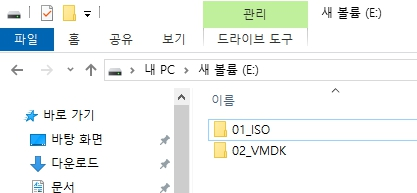 관리
새 볼륨 (E:)
파일
홈
공유
보기
드라이브 도구
내 PC
새 볼륨 (E:)
바로 가기
바탕 화면
다운로드
문서
이름
01_ISO
02_VMDK